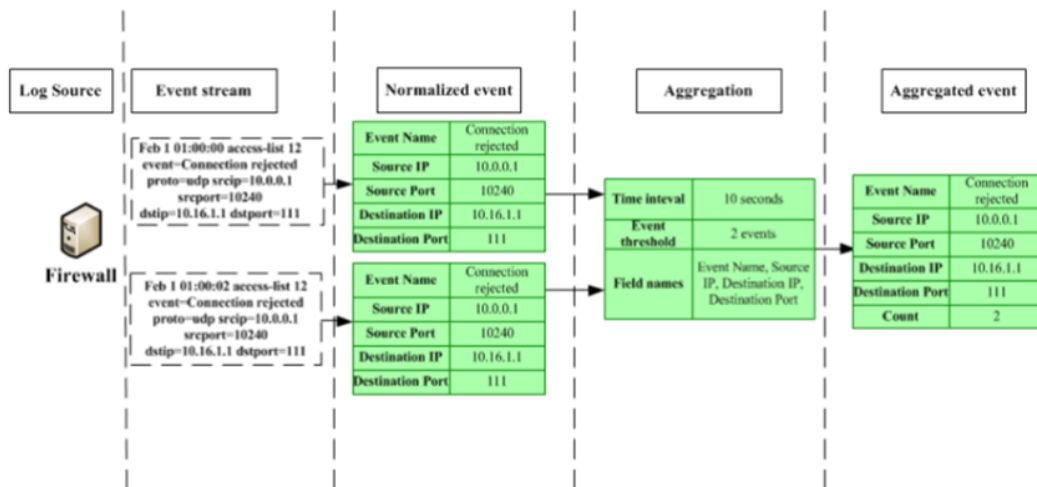 Log Source
Event stream
Normalized event
Aggregation
Aggregated event
Feb 1 01:00:00 access-list 12
event=Connection rejected
proto=udp srcip=10.0.0.1
srcport=10240
dstip=10.16.1.1 dstport=111
Firewall
Feb 1 01:00:02 access-list 12
event=Connection rejected
proto=udp srcip=10.0.0.1
srcport=10240
dstip=10.16.1.1 dstport=111
Event Name Connection
rejected
Source IP 10.0.0.1
Source Port 10240
Destination IP 10.16.1.1
Destination Port 111
Event Name Connection
rejected
Source IP 10.0.0.1
Source Port 10240
Destination IP 10.16.1.1
Destination Port 111
Time inteval 10 seconds
Event
threshold 2 events
Field names Event Name, Source
IP, Destination IP,
Destination Port
Event Name Connection
rejected
Source IP 10.0.0.1
Source Port 10240
Destination IP 10.16.1.1
Destination Port 111
Count 2